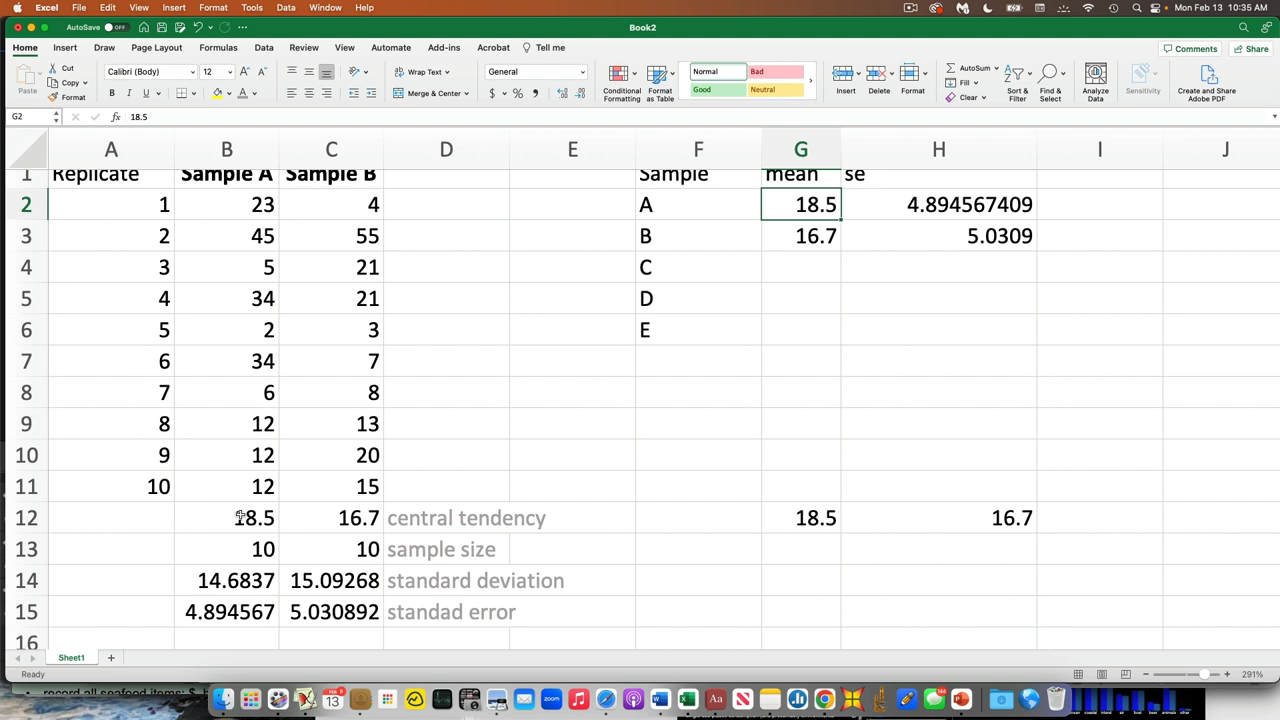 Excel File Edit View Insert Format Tools Data Window Help Mon Feb 13 10:35 AM
AutoSave OFF Book2
Home Insert Draw Page Layout Formulas Data Review View Automate Add-ins Acrobat Tell me Comments Share
Paste Cut Copy Format Calibri (Body) 12 Wrap Text General Normal Bad AutoSum
B I U Merge & Center $ % Good Neutral Fill Clear
Conditional Formatting Format as Table Insert Delete Format Sort & Filter Find & Select Analyze Data Sensitivity Create and Share Adobe PDF
G2 fx 18.5
A B C D E F G H I J
1 Replicate Sample A Sample B Sample mean se
2 1 23 4 A 18.5 4.894567409
3 2 45 55 B 16.7 5.0309
4 3 5 21 C
5 4 34 21 D
6 5 2 3 E
7 6 34 7
8 7 6 8
9 8 12 13
10 9 12 20
11 10 12 15
12 18.5 16.7 central tendency 18.5 16.7
13 10 10 sample size
14 14.6837 15.09268 standard deviation
15 4.894567 5.030892 standad error
16
Sheet1 +
Ready 291%
record all seafood items: $